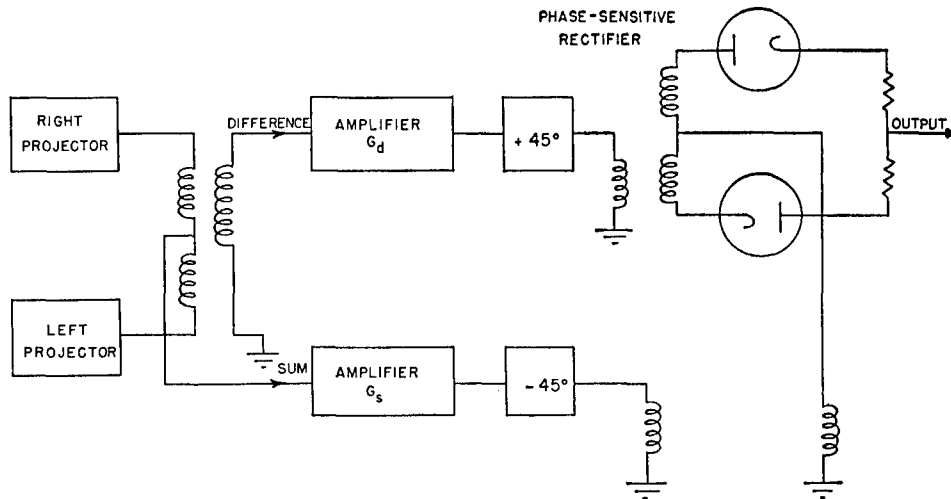 PHASE-SENSITIVE
RECTIFIER
RIGHT
PROJECTOR
DIFFERENCE
AMPLIFIER
Gd
+ 45°
OUTPUT
LEFT
PROJECTOR
SUM
AMPLIFIER
Gs
- 45°